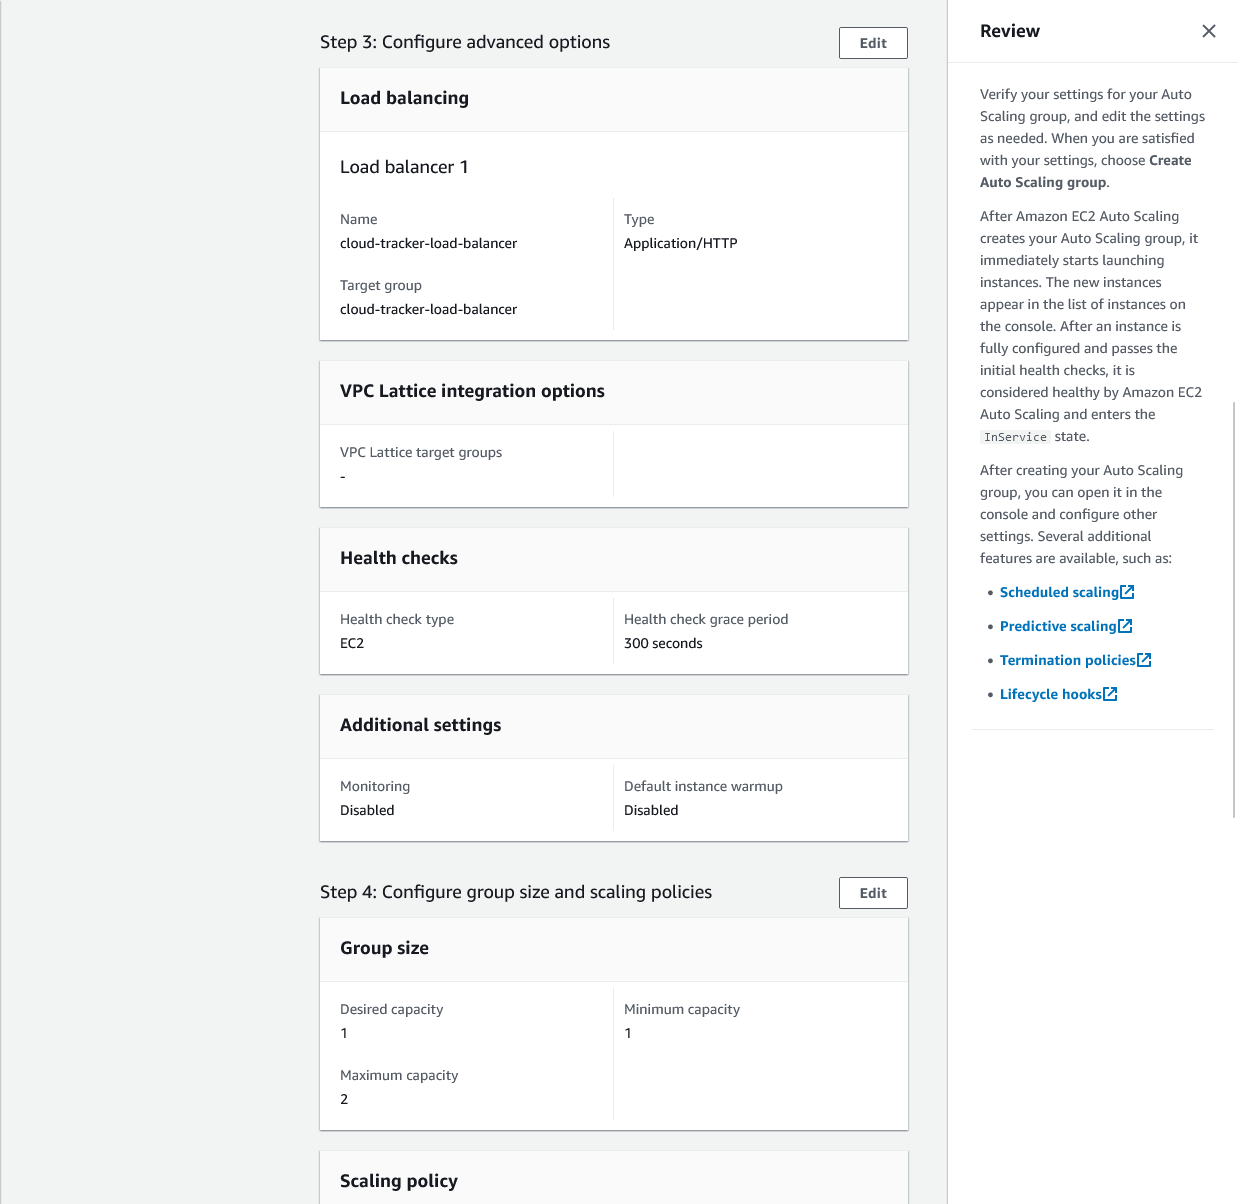 Step 3: Configure advanced options
Edit
Load balancing
Load balancer 1
Name
cloud-tracker-load-balancer
Type
Application/HTTP
Target group
cloud-tracker-load-balancer
VPC Lattice integration options
VPC Lattice target groups
-
Health checks
Health check type
EC2
Health check grace period
300 seconds
Additional settings
Monitoring
Disabled
Default instance warmup
Disabled
Step 4: Configure group size and scaling policies
Edit
Group size
Desired capacity
1
Minimum capacity
1
Maximum capacity
2
Scaling policy
Review
Verify your settings for your Auto
Scaling group, and edit the settings
as needed. When you are satisfied
with your settings, choose Create
Auto Scaling group.
After Amazon EC2 Auto Scaling
creates your Auto Scaling group, it
immediately starts launching
instances. The new instances
appear in the list of instances on
the console. After an instance is
fully configured and passes the
initial health checks, it is
considered healthy by Amazon EC2
Auto Scaling and enters the
InService state.
After creating your Auto Scaling
group, you can open it in the
console and configure other
settings. Several additional
features are available, such as:
• Scheduled scaling
• Predictive scaling
• Termination policies
• Lifecycle hooks